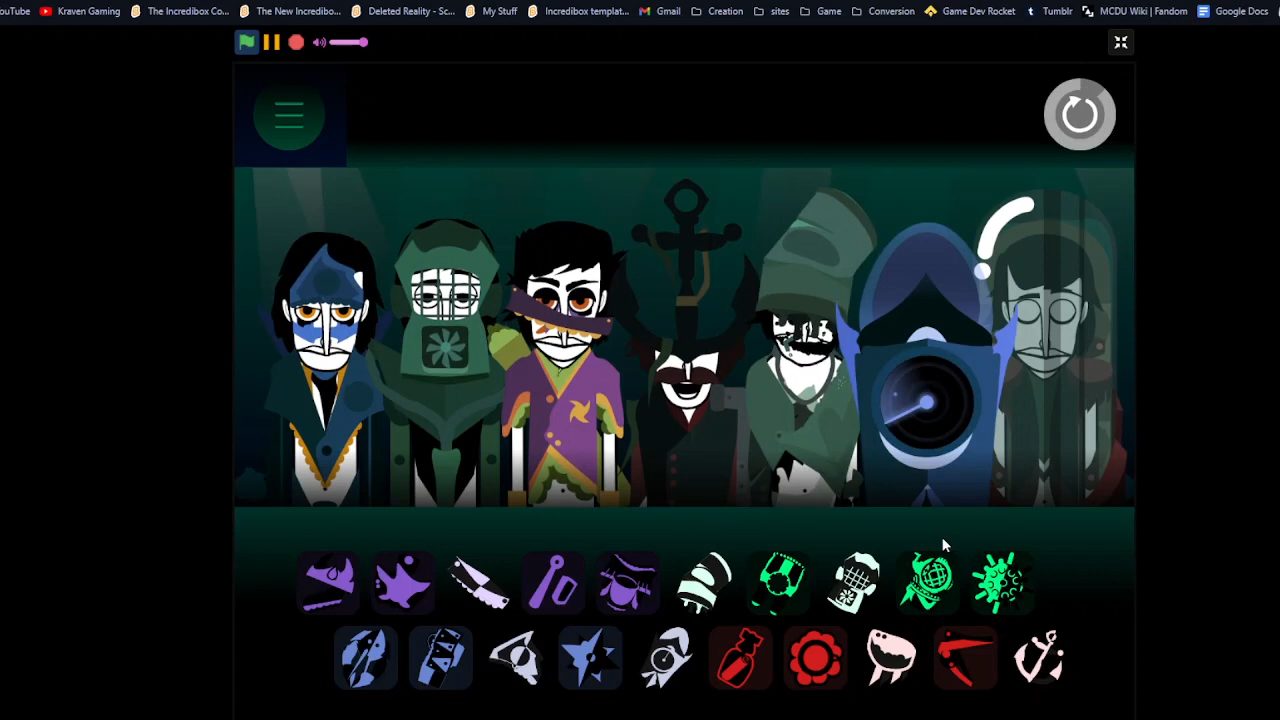 ouTube Kraven Gaming The Incredibox Co... The New Incredibo... Deleted Reality - Sc... My Stuff Incredibox templat... Gmail Creation sites Game Conversion Game Dev Rocket Tumblr MCDU Wiki | Fandom Google Docs